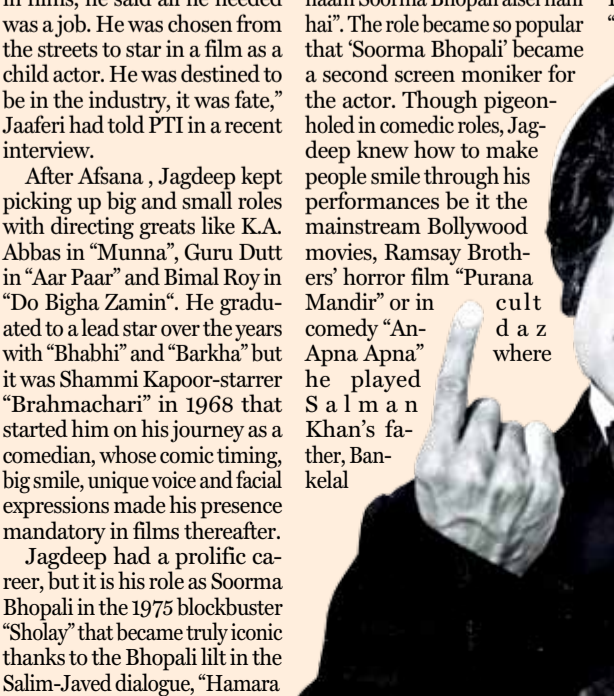 in films, he said all he needed
was a job. He was chosen from
the streets to star in a film as a
child actor. He was destined to
be in the industry, it was fate,”
Jaaferi had told PTI in a recent
interview.
After Afsana , Jagdeep kept
picking up big and small roles
with directing greats like K.A.
Abbas in “Munna”, Guru Dutt
in “Aar Paar” and Bimal Roy in
“Do Bigha Zamin“. He gradu-
ated to a lead star over the years
with “Bhabhi” and “Barkha” but
it was Shammi Kapoor-starrer
“Brahmachari” in 1968 that
started him on his journey as a
comedian, whose comic timing,
big smile, unique voice and facial
expressions made his presence
mandatory in films thereafter.
Jagdeep had a prolific ca-
reer, but it is his role as Soorma
Bhopali in the 1975 blockbuster
“Sholay” that became truly iconic
thanks to the Bhopali lilt in the
Salim-Javed dialogue, “Hamara
naam Soorma Bhopali aisei nahi
hai”. The role became so popular
that ‘Soorma Bhopali’ became
a second screen moniker for
the actor. Though pigeon-
holed in comedic roles, Jag-
deep knew how to make
people smile through his
performances be it the
mainstream Bollywood
movies, Ramsay Broth-
ers’ horror film “Purana
Mandir” or in cult
comedy “An- d a z
Apna Apna” where
he played
S a l m a n
Khan’s fa-
ther, Ban-
kelal